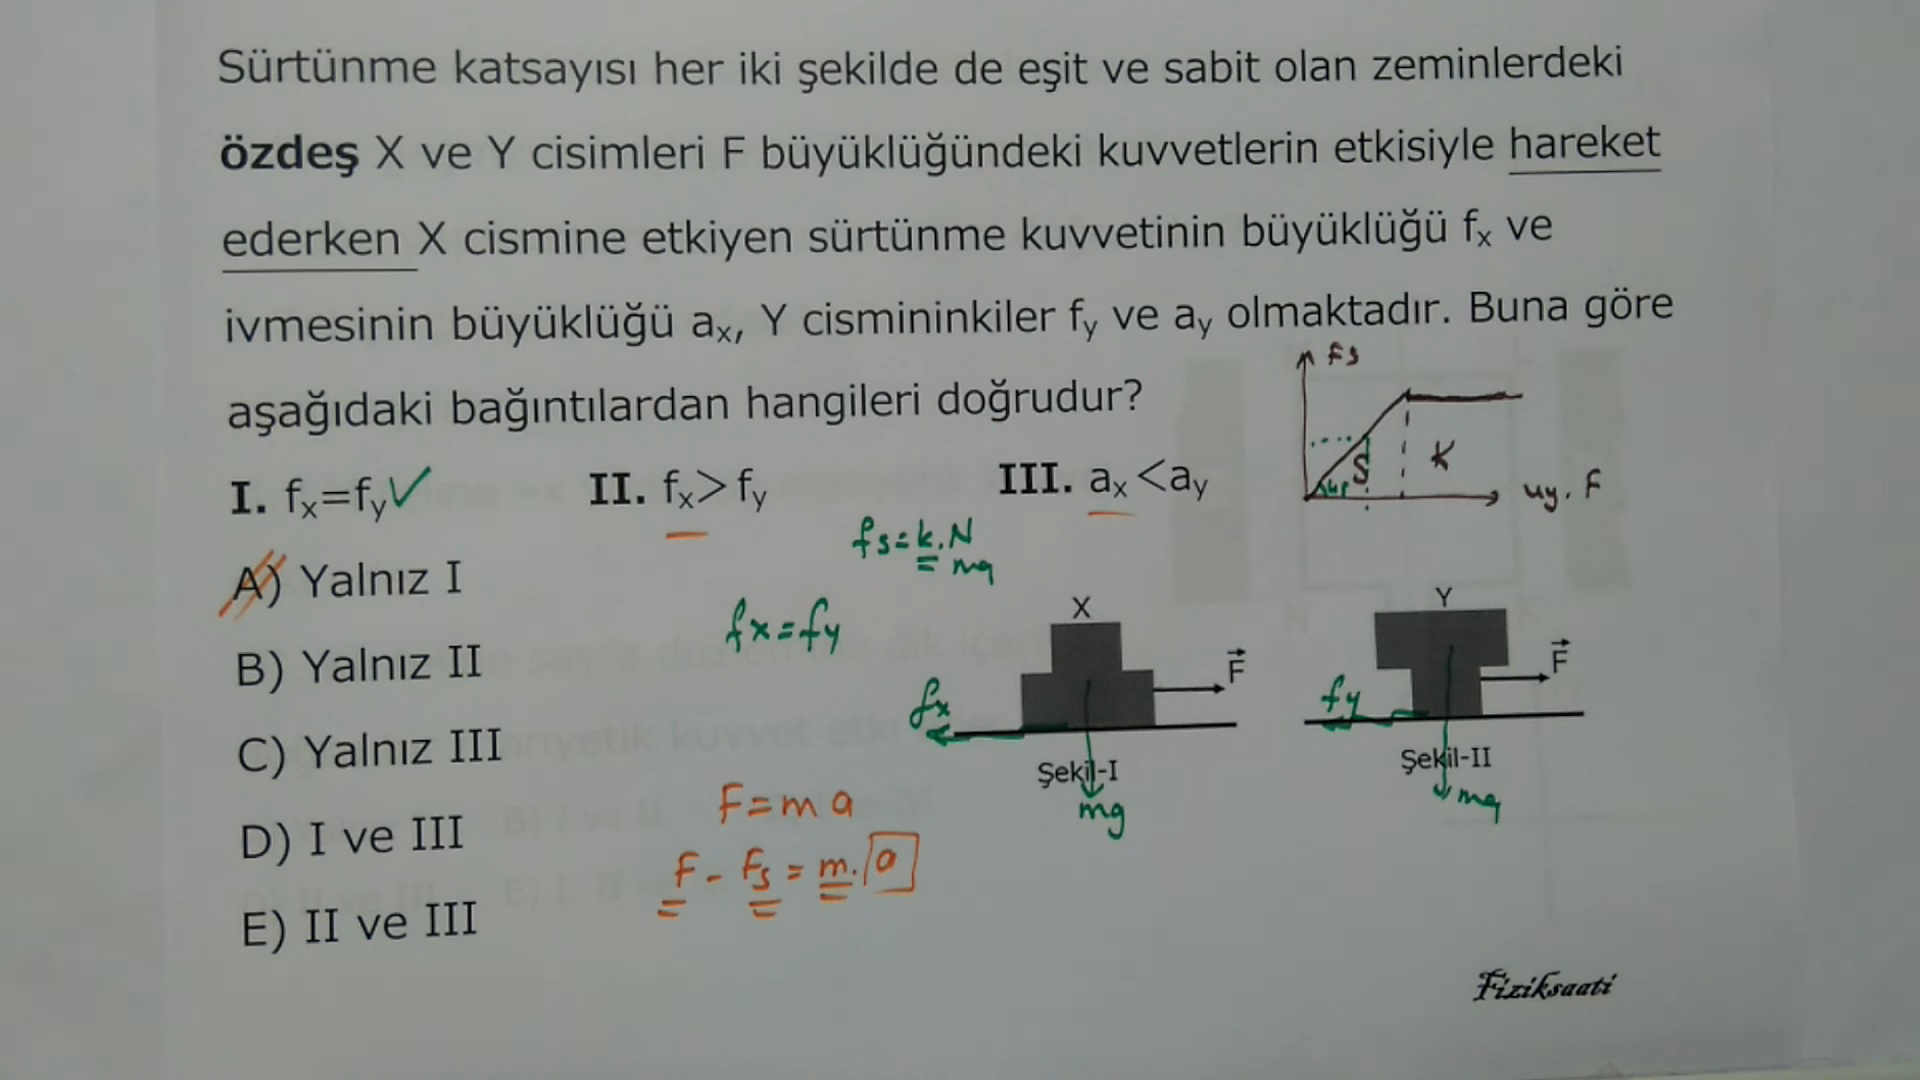 Sürtünme katsayısı her iki şekilde de eşit ve sabit olan zeminlerdeki
özdeş X ve Y cisimleri F büyüklüğündeki kuvvetlerin etkisiyle hareket
ederken X cismine etkiyen sürtünme kuvvetinin büyüklüğü fx ve
ivmesinin büyüklüğü ax, Y cismininkiler fy ve ay olmaktadır. Buna göre
aşağıdaki bağıntılardan hangileri doğrudur?
I. fx=fy✓ II. fx>fy III. ax<ay
A) Yalnız I
B) Yalnız II
C) Yalnız III
D) I ve III
E) II ve III
fs
S K
uy. F
fs=k.N
mg
fx=fy
X
F
fx
Şekil-I
mg
Y
F
fy
Şekil-II
mg
F=ma
F-fs=m.a
Fiziksaati